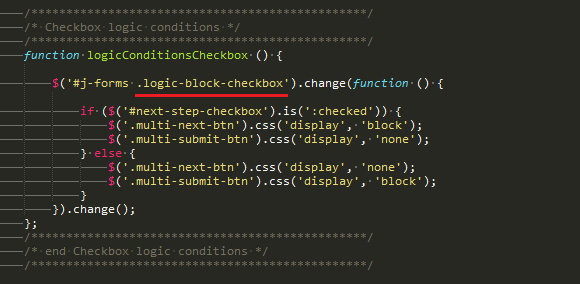 /************************************************/
/* Checkbox logic conditions */
/************************************************/
function logicConditionsCheckbox () {
$('#j-forms .logic-block-checkbox').change(function () {
if ($('#next-step-checkbox').is(':checked')) {
$('.multi-next-btn').css('display', 'block');
$('.multi-submit-btn').css('display', 'none');
} else {
$('.multi-next-btn').css('display', 'none');
$('.multi-submit-btn').css('display', 'block');
}
}).change();
};
/************************************************/
/* end Checkbox logic conditions */
/************************************************/